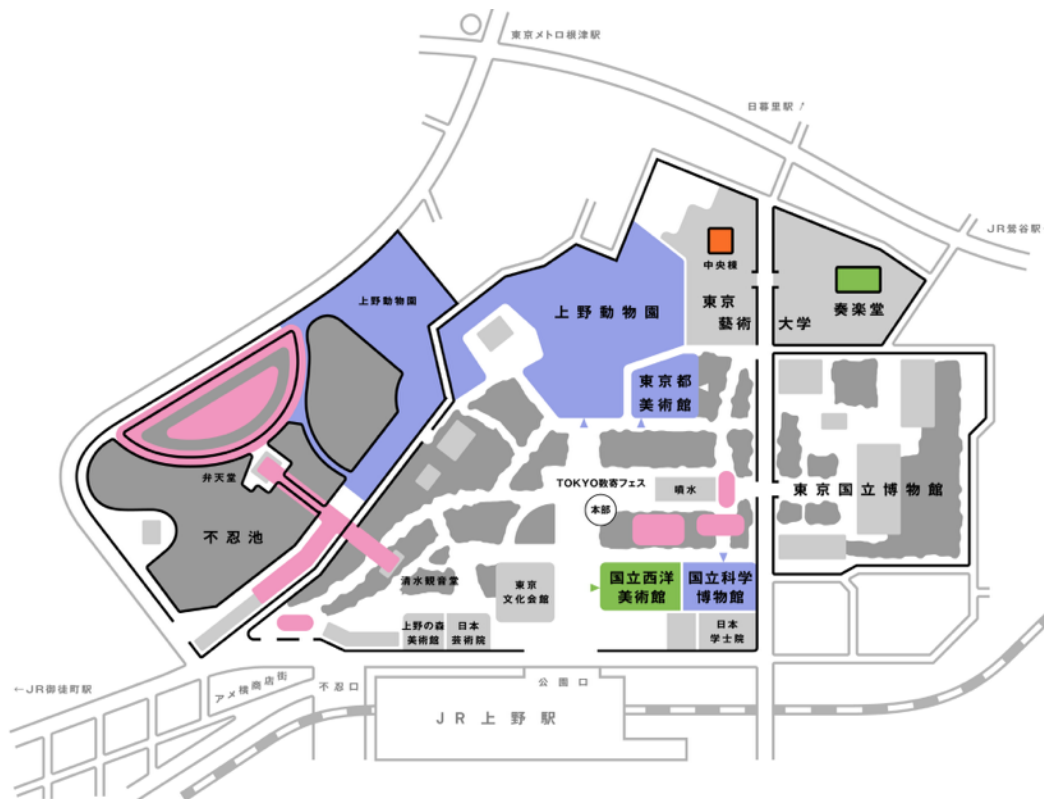 東京メトロ根津駅
日暮里駅↑
JR鶯谷駅
中央棟
上野動物園
上野動物園
東京
藝術
大学
奏楽堂
東京都
美術館
弁天堂
TOKYO数寄フェス
本部
噴水
東京国立博物館
不忍池
清水観音堂
東京
文化会館
国立西洋
美術館
国立科学
博物館
上野の森
美術館
日本
芸術院
日本
学士院
←JR御徒町駅
アメ横商店街
不忍口
公園口
JR上野駅